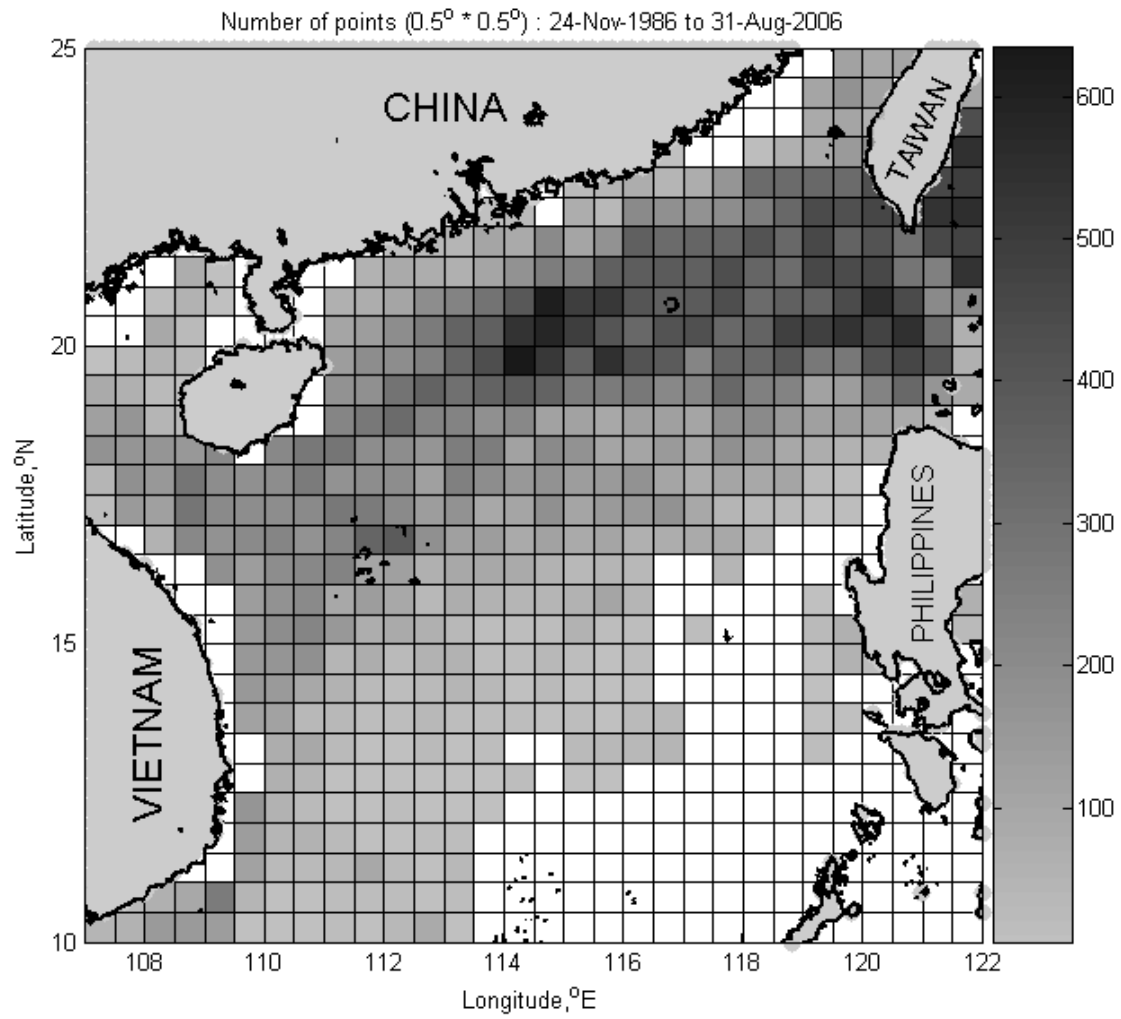 Number of points (0.5° * 0.5°) : 24-Nov-1986 to 31-Aug-2006
25
20
15
10
Latitude,°N
CHINA
TAIWAN
PHILIPPINES
VIETNAM
600
500
400
300
200
100
108 110 112 114 116 118 120 122
Longitude,°E